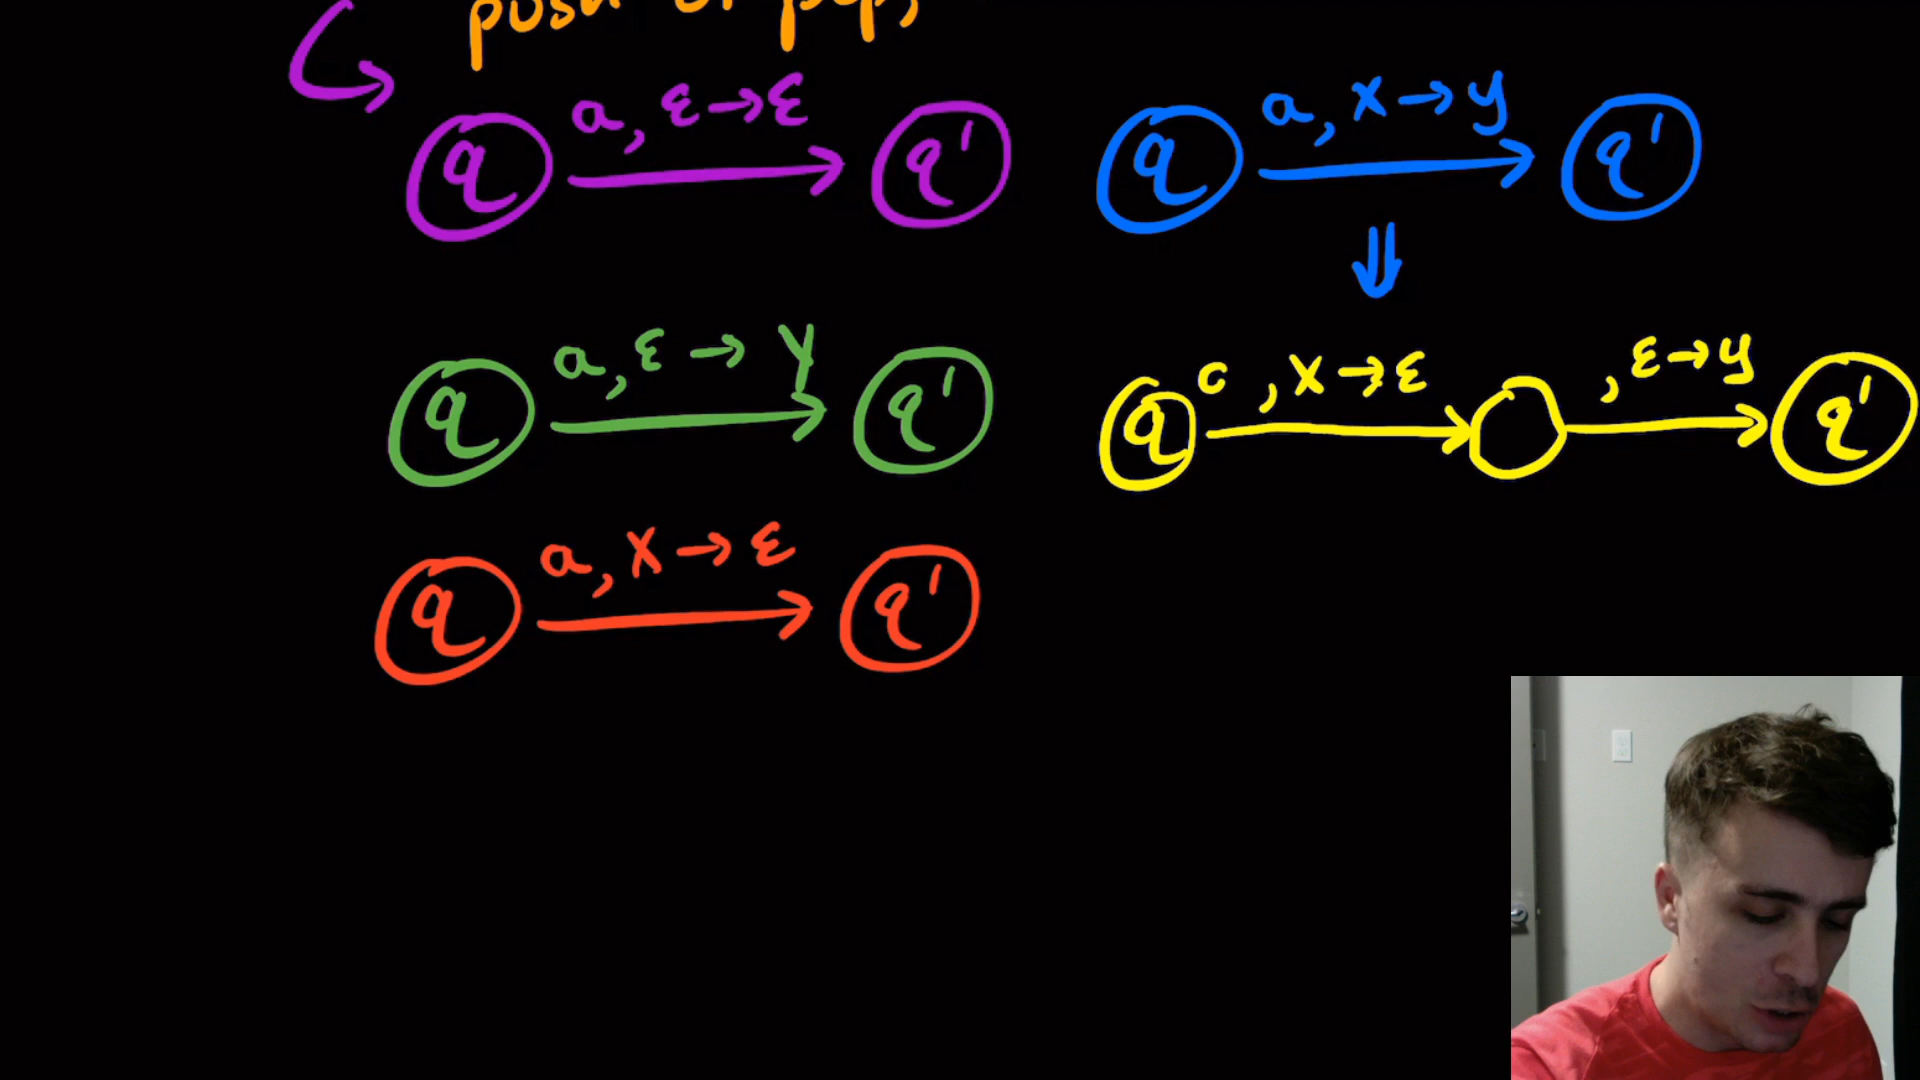 push or pop,
q a, ε → ε q'
q a, x → y q'
⇓
q a, ε → y q'
q c , x → ε , ε → y q'
q a, x → ε q'